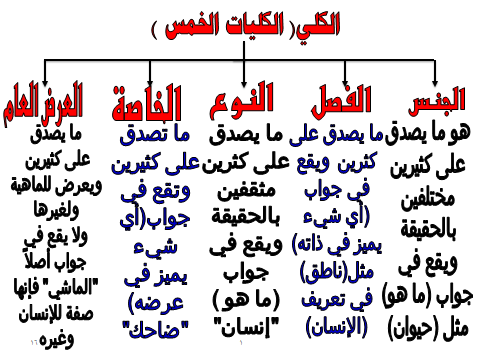 الكلي( الكليات الخمس )
الجنس
هو ما يصدق
على كثيرين
مختلفين
بالحقيقة
ويقع في
جواب (ما هو)
مثل (حيوان)
الفصل
ما يصدق على
كثرين ويقع
في جواب
(أي شيء
يميز في ذاته)
مثل(ناطق)
في تعريف
(الإنسان)
النوع
ما يصدق
على كثرين
مثقفين
بالحقيقة
ويقع في
جواب
(ما هو )
"إنسان"
الخاصة
ما تصدق
على كثيرين
وتقع في
جواب(أي
شيء
يميز في
عرضه)
"ضاحك"
العرض العام
ما يصدق
على كثيرين
ويعرض للماهية
ولغيرها
ولا يقع في
جواب أصلاً
"الماشي" فإنها
صفة للإنسان
وغيره